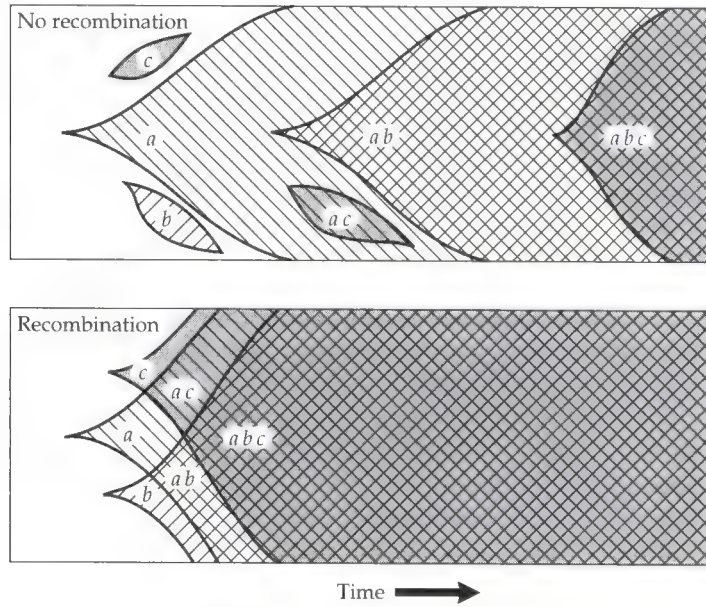 No recombination
c
a
ab
abc
b
ac
Recombination
c
ac
a
abc
b
ab
Time